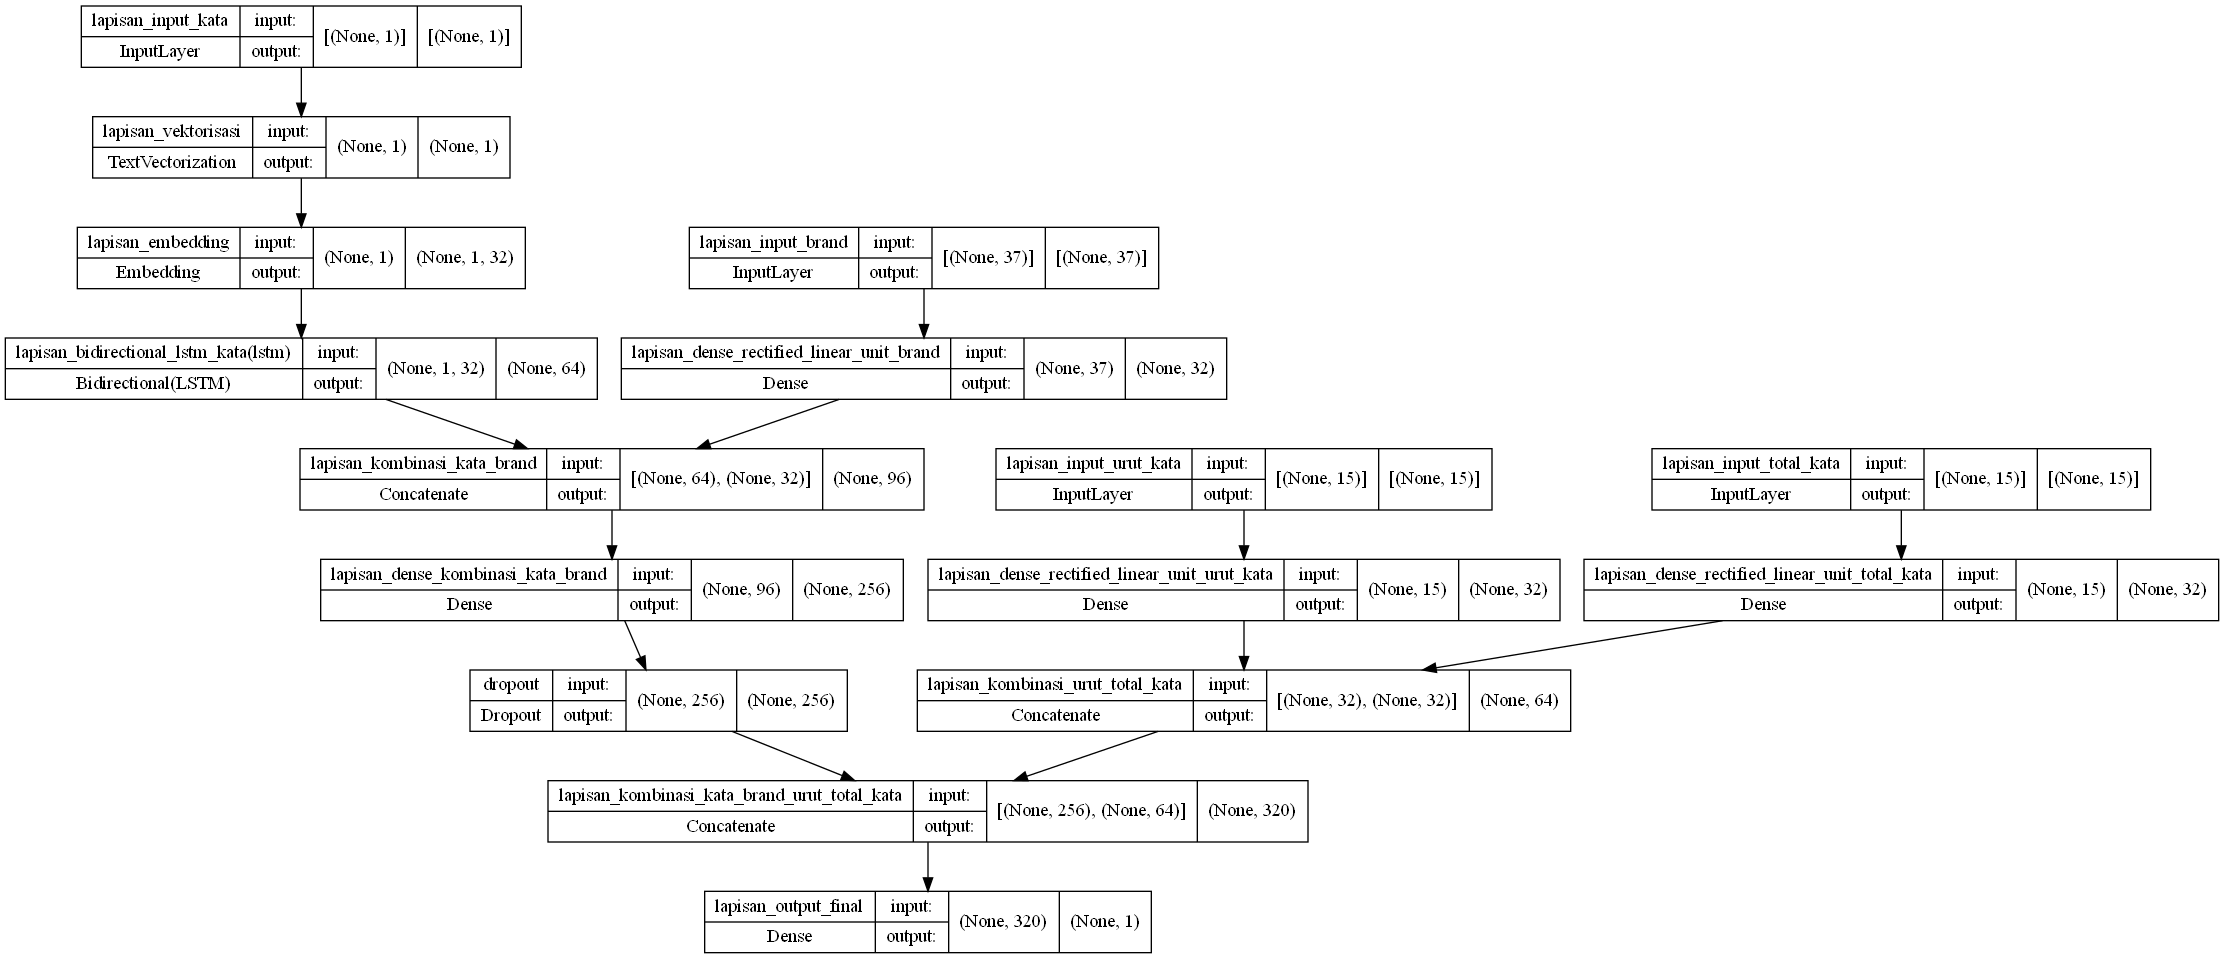 lapisan_input_kata input: [(None, 1)] [(None, 1)]
InputLayer output:
lapisan_vektorisasi input: (None, 1) (None, 1)
TextVectorization output:
lapisan_embedding input: (None, 1) (None, 1, 32)
Embedding output:
lapisan_input_brand input: [(None, 37)] [(None, 37)]
InputLayer output:
lapisan_bidirectional_lstm_kata(lstm) input: (None, 1, 32) (None, 64)
Bidirectional(LSTM) output:
lapisan_dense_rectified_linear_unit_brand input: (None, 37) (None, 32)
Dense output:
lapisan_kombinasi_kata_brand input: [(None, 64), (None, 32)] (None, 96)
Concatenate output:
lapisan_input_urut_kata input: [(None, 15)] [(None, 15)]
InputLayer output:
lapisan_input_total_kata input: [(None, 15)] [(None, 15)]
InputLayer output:
lapisan_dense_kombinasi_kata_brand input: (None, 96) (None, 256)
Dense output:
lapisan_dense_rectified_linear_unit_urut_kata input: (None, 15) (None, 32)
Dense output:
lapisan_dense_rectified_linear_unit_total_kata input: (None, 15) (None, 32)
Dense output:
dropout input: (None, 256) (None, 256)
Dropout output:
lapisan_kombinasi_urut_total_kata input: [(None, 32), (None, 32)] (None, 64)
Concatenate output:
lapisan_kombinasi_kata_brand_urut_total_kata input: [(None, 256), (None, 64)] (None, 320)
Concatenate output:
lapisan_output_final input: (None, 320) (None, 1)
Dense output: